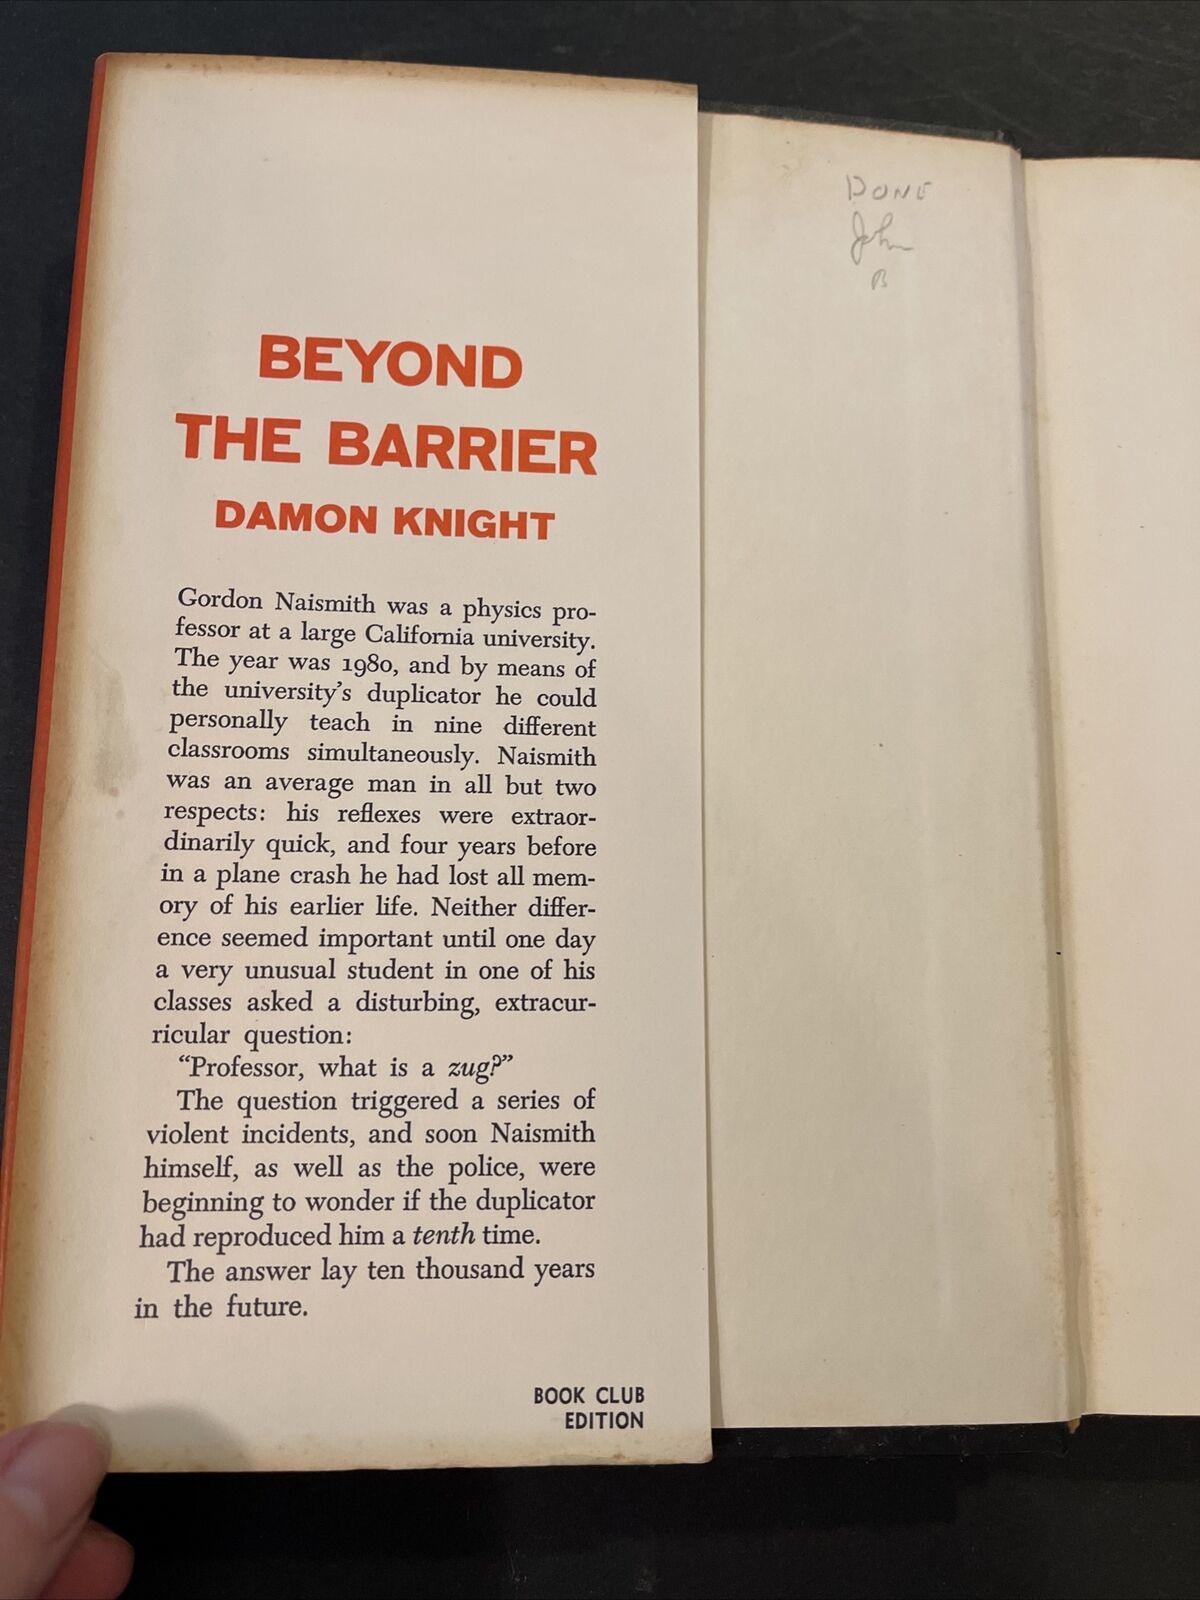 BEYOND
THE BARRIER
DAMON KNIGHT
Gordon Naismith was a physics pro-
fessor at a large California university.
The year was 1980, and by means of
the university's duplicator he could
personally teach in nine different
classrooms simultaneously. Naismith
was an average man in all but two
respects: his reflexes were extraor-
dinarily quick, and four years before
in a plane crash he had lost all mem-
ory of his earlier life. Neither differ-
ence seemed important until one day
a very unusual student in one of his
classes asked a disturbing, extracur-
ricular question:
“Professor, what is a zug?”
The question triggered a series of
violent incidents, and soon Naismith
himself, as well as the police, were
beginning to wonder if the duplicator
had reproduced him a tenth time.
The answer lay ten thousand years
in the future.
BOOK CLUB
EDITION
DONE
John
B